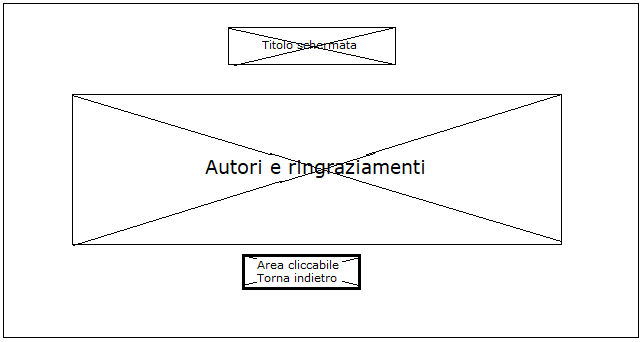 Titolo schermata
Autori e ringraziamenti
Area cliccabile
Torna indietro